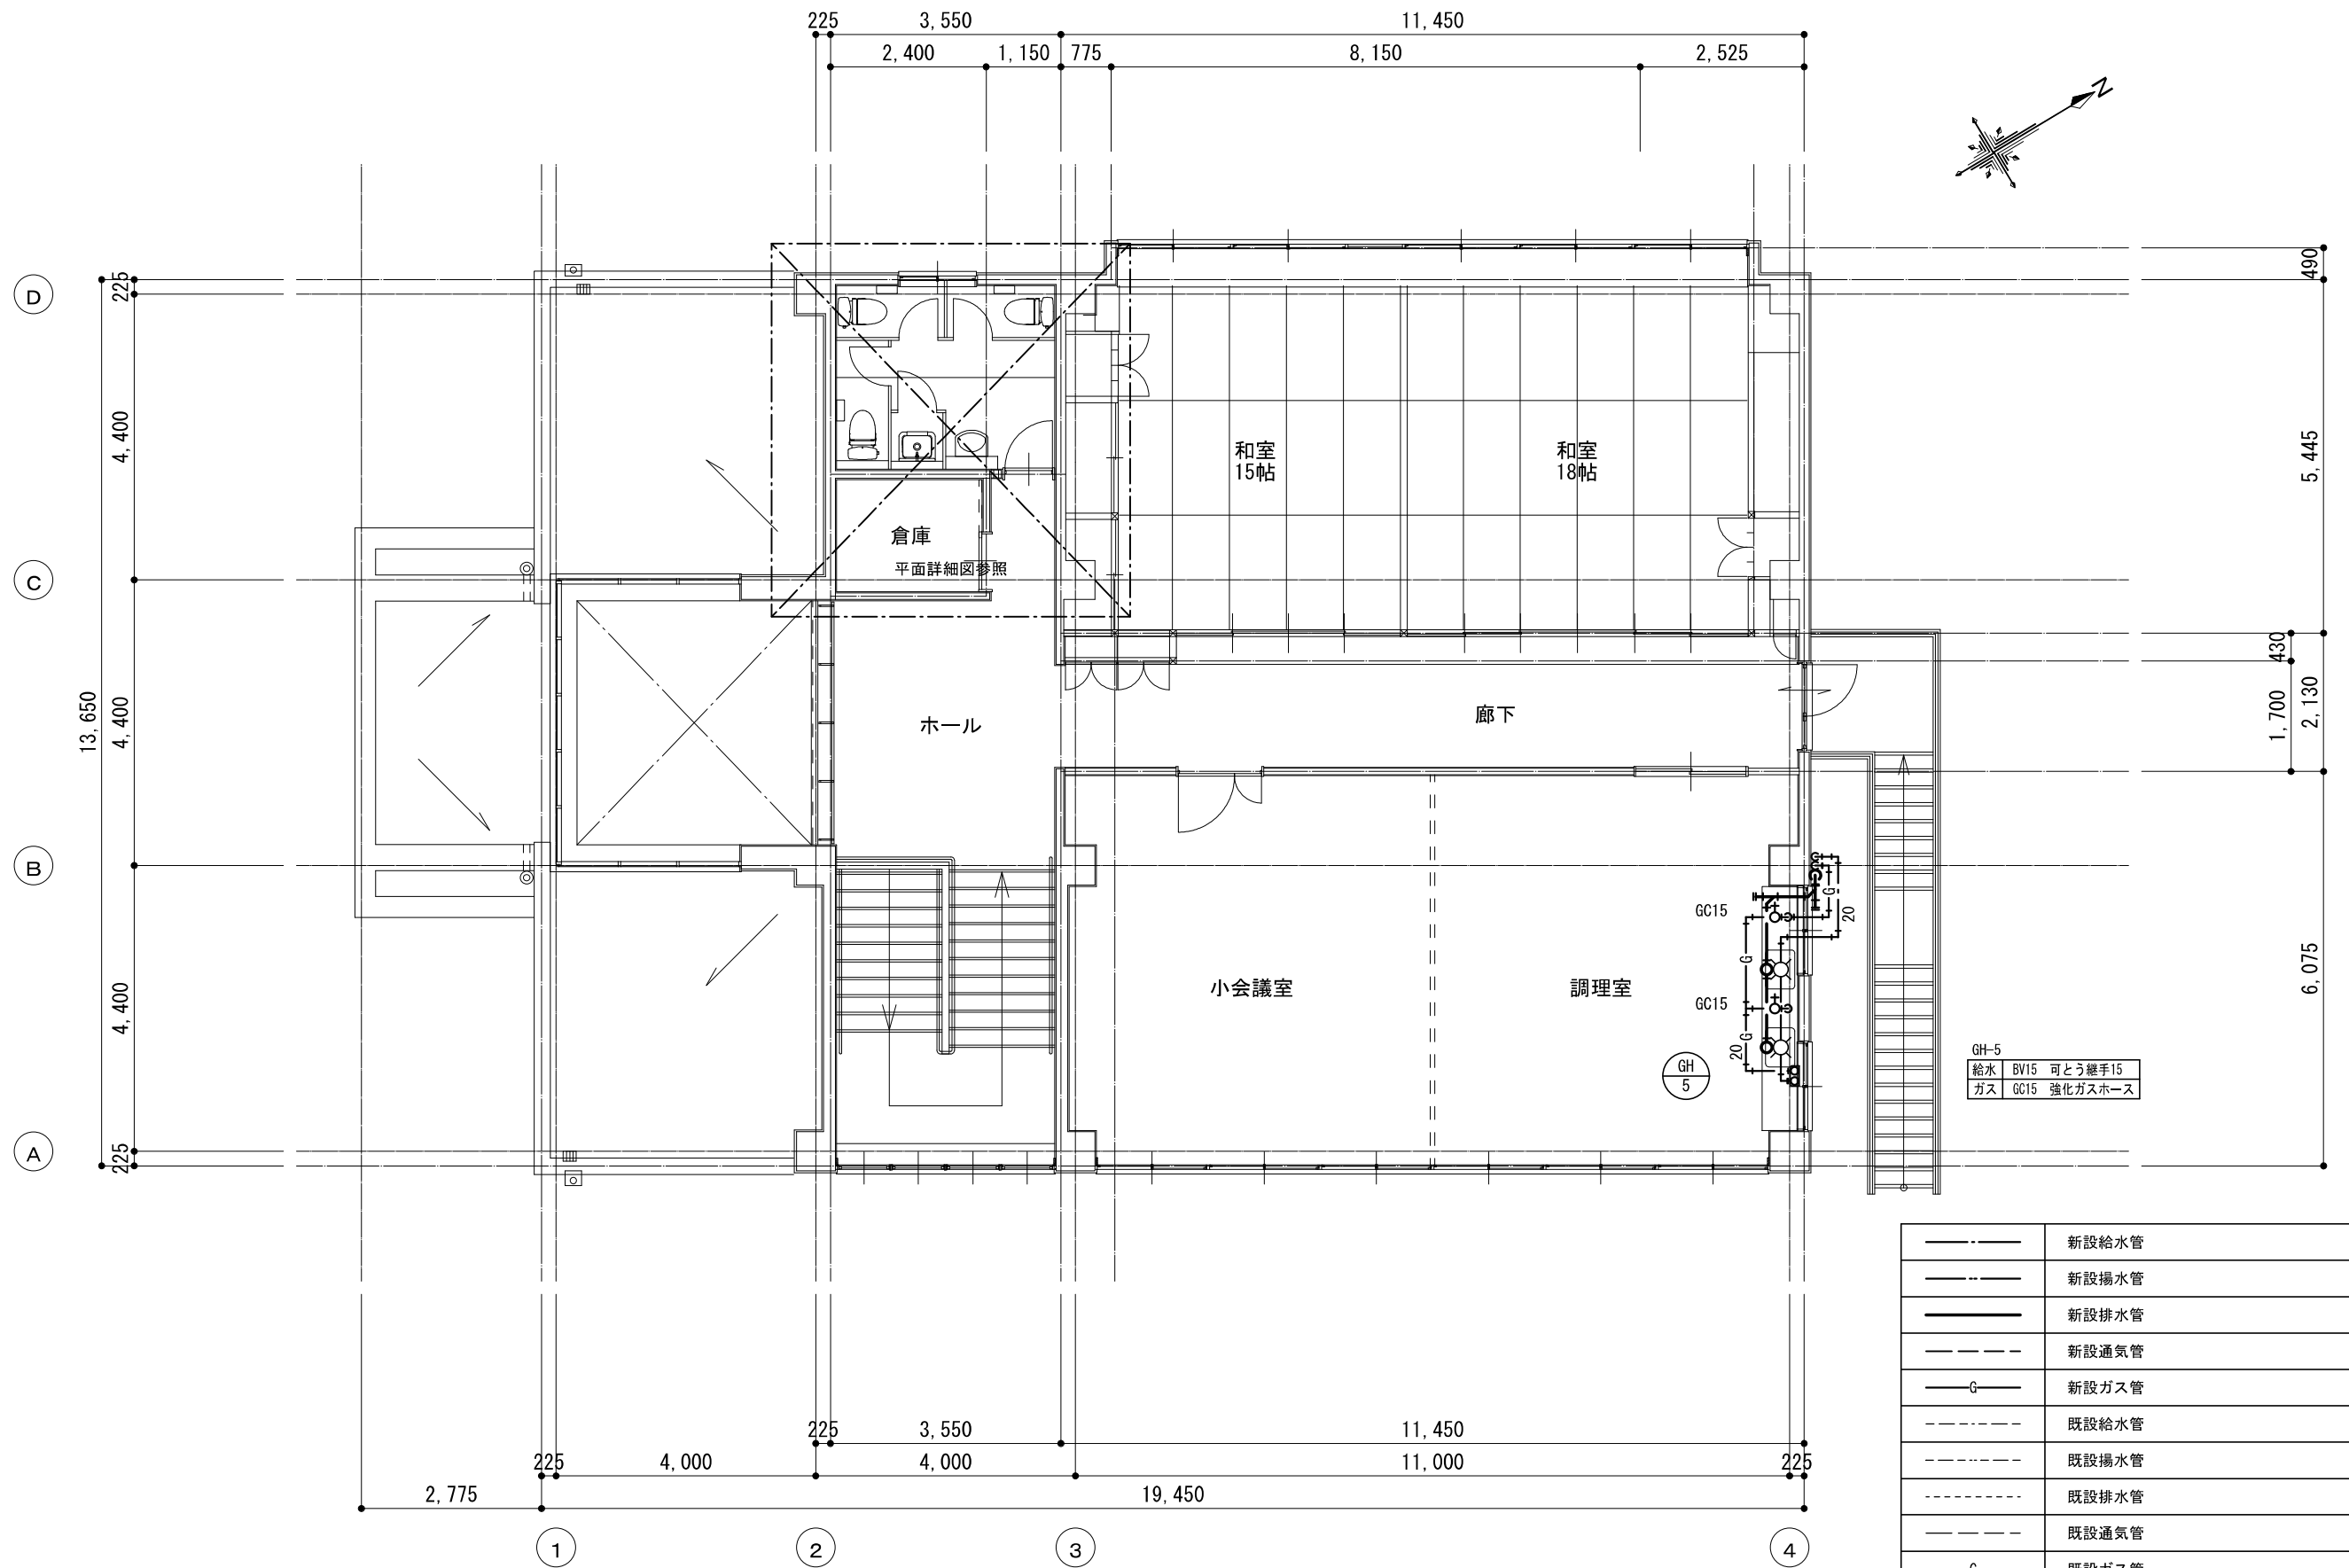 225 3,550 11,450
2,400 1,150 775 8,150 2,525
N
D
C
B
A
13,650
225
4,400
4,400
4,400
225
490
5,445
430
1,700
2,130
6,075
和室
15帖
和室
18帖
倉庫
平面詳細図参照
ホール
廊下
小会議室
調理室
GC15
GC15
G
G
G
20
20
GH
5
GH-5
給水 BV15 可とう継手15
ガス GC15 強化ガスホース
新設給水管
新設揚水管
新設排水管
新設通気管
G 新設ガス管
既設給水管
既設揚水管
既設排水管
既設通気管
G 既設ガス管
225 3,550 11,450
225 4,000 4,000 11,000 225
2,775 19,450
1 2 3 4